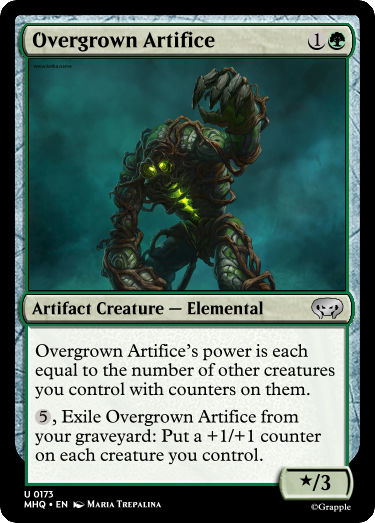 Overgrown Artifice 1
Artifact Creature — Elemental
Overgrown Artifice's power is each
equal to the number of other creatures
you control with counters on them.
5, Exile Overgrown Artifice from
your graveyard: Put a +1/+1 counter
on each creature you control.
★/3
U 0173
MHQ • EN Maria Trepalina
©Grapple